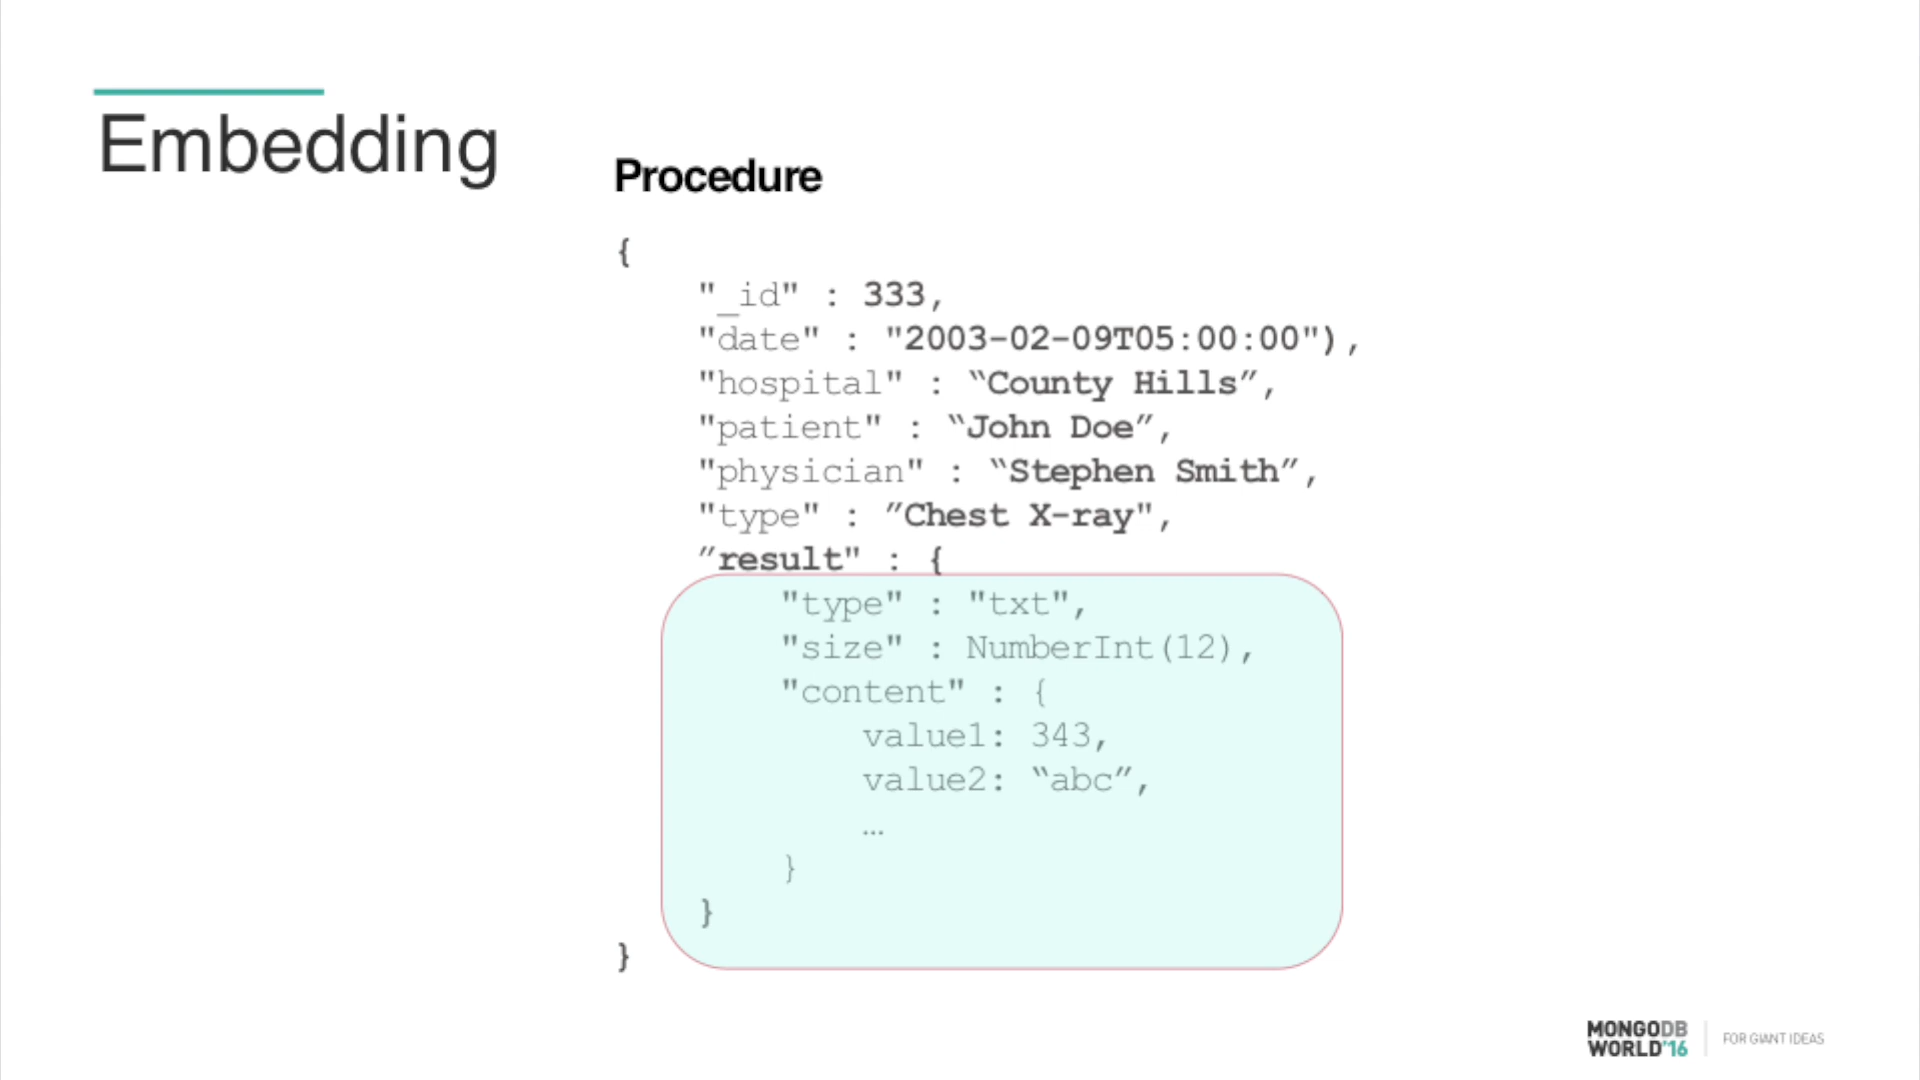 Embedding
Procedure
{
"_id" : 333,
"date" : "2003-02-09T05:00:00"),
"hospital" : “County Hills”,
"patient" : “John Doe”,
"physician" : “Stephen Smith”,
"type" : ”Chest X-ray",
”result" : {
"type" : "txt",
"size" : NumberInt(12),
"content" : {
value1: 343,
value2: “abc”,
…
}
}
}
MONGODB
WORLD'16
FOR GIANT IDEAS